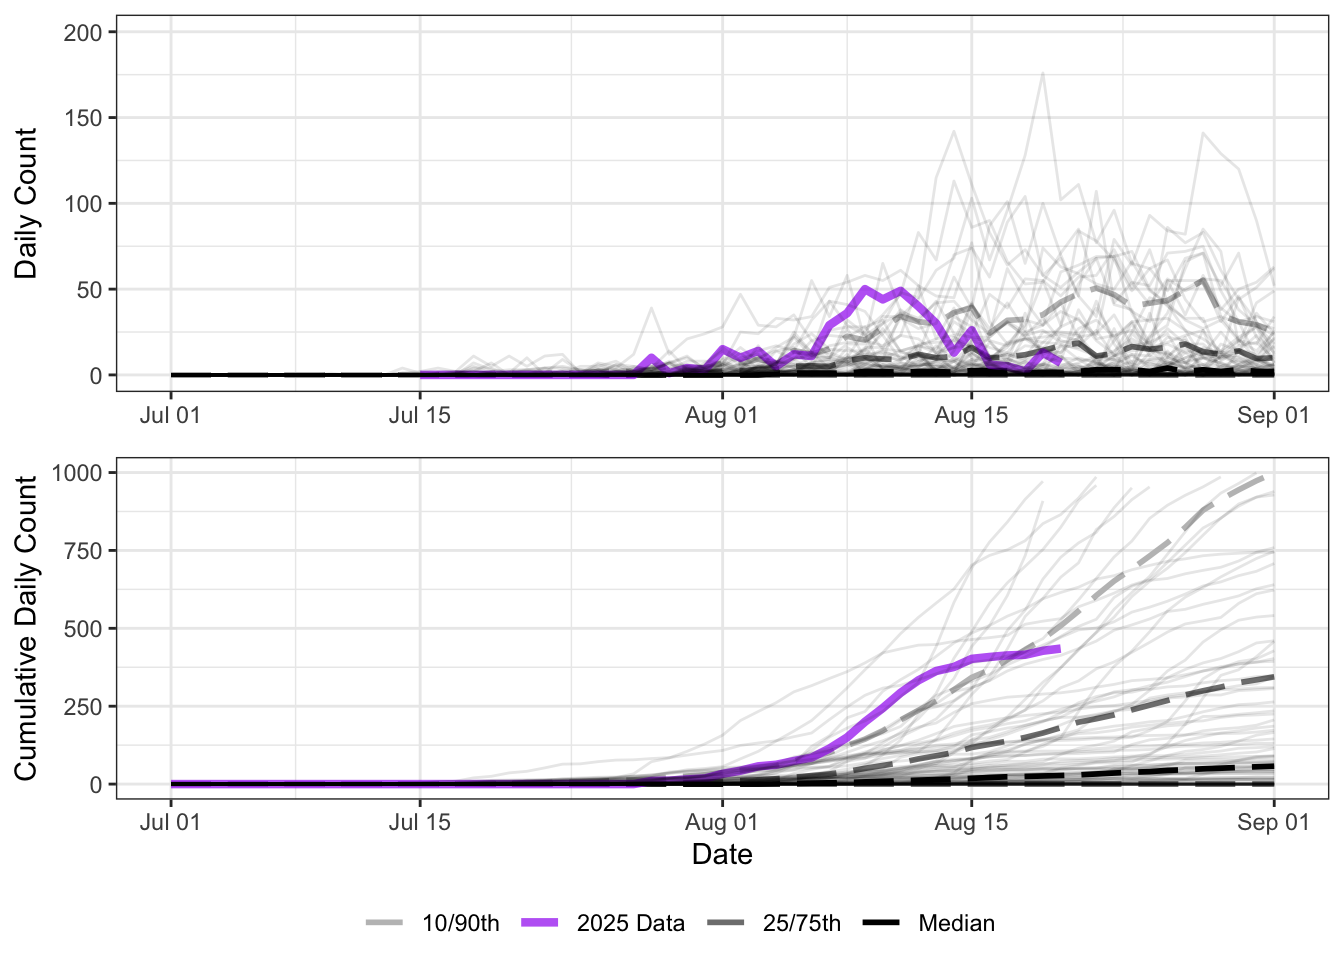 200
150
100
50
0
Daily Count
Jul 01 Jul 15 Aug 01 Aug 15 Sep 01
1000
750
500
250
0
Cumulative Daily Count
Jul 01 Jul 15 Aug 01 Aug 15 Sep 01
Date
10/90th 2025 Data 25/75th Median